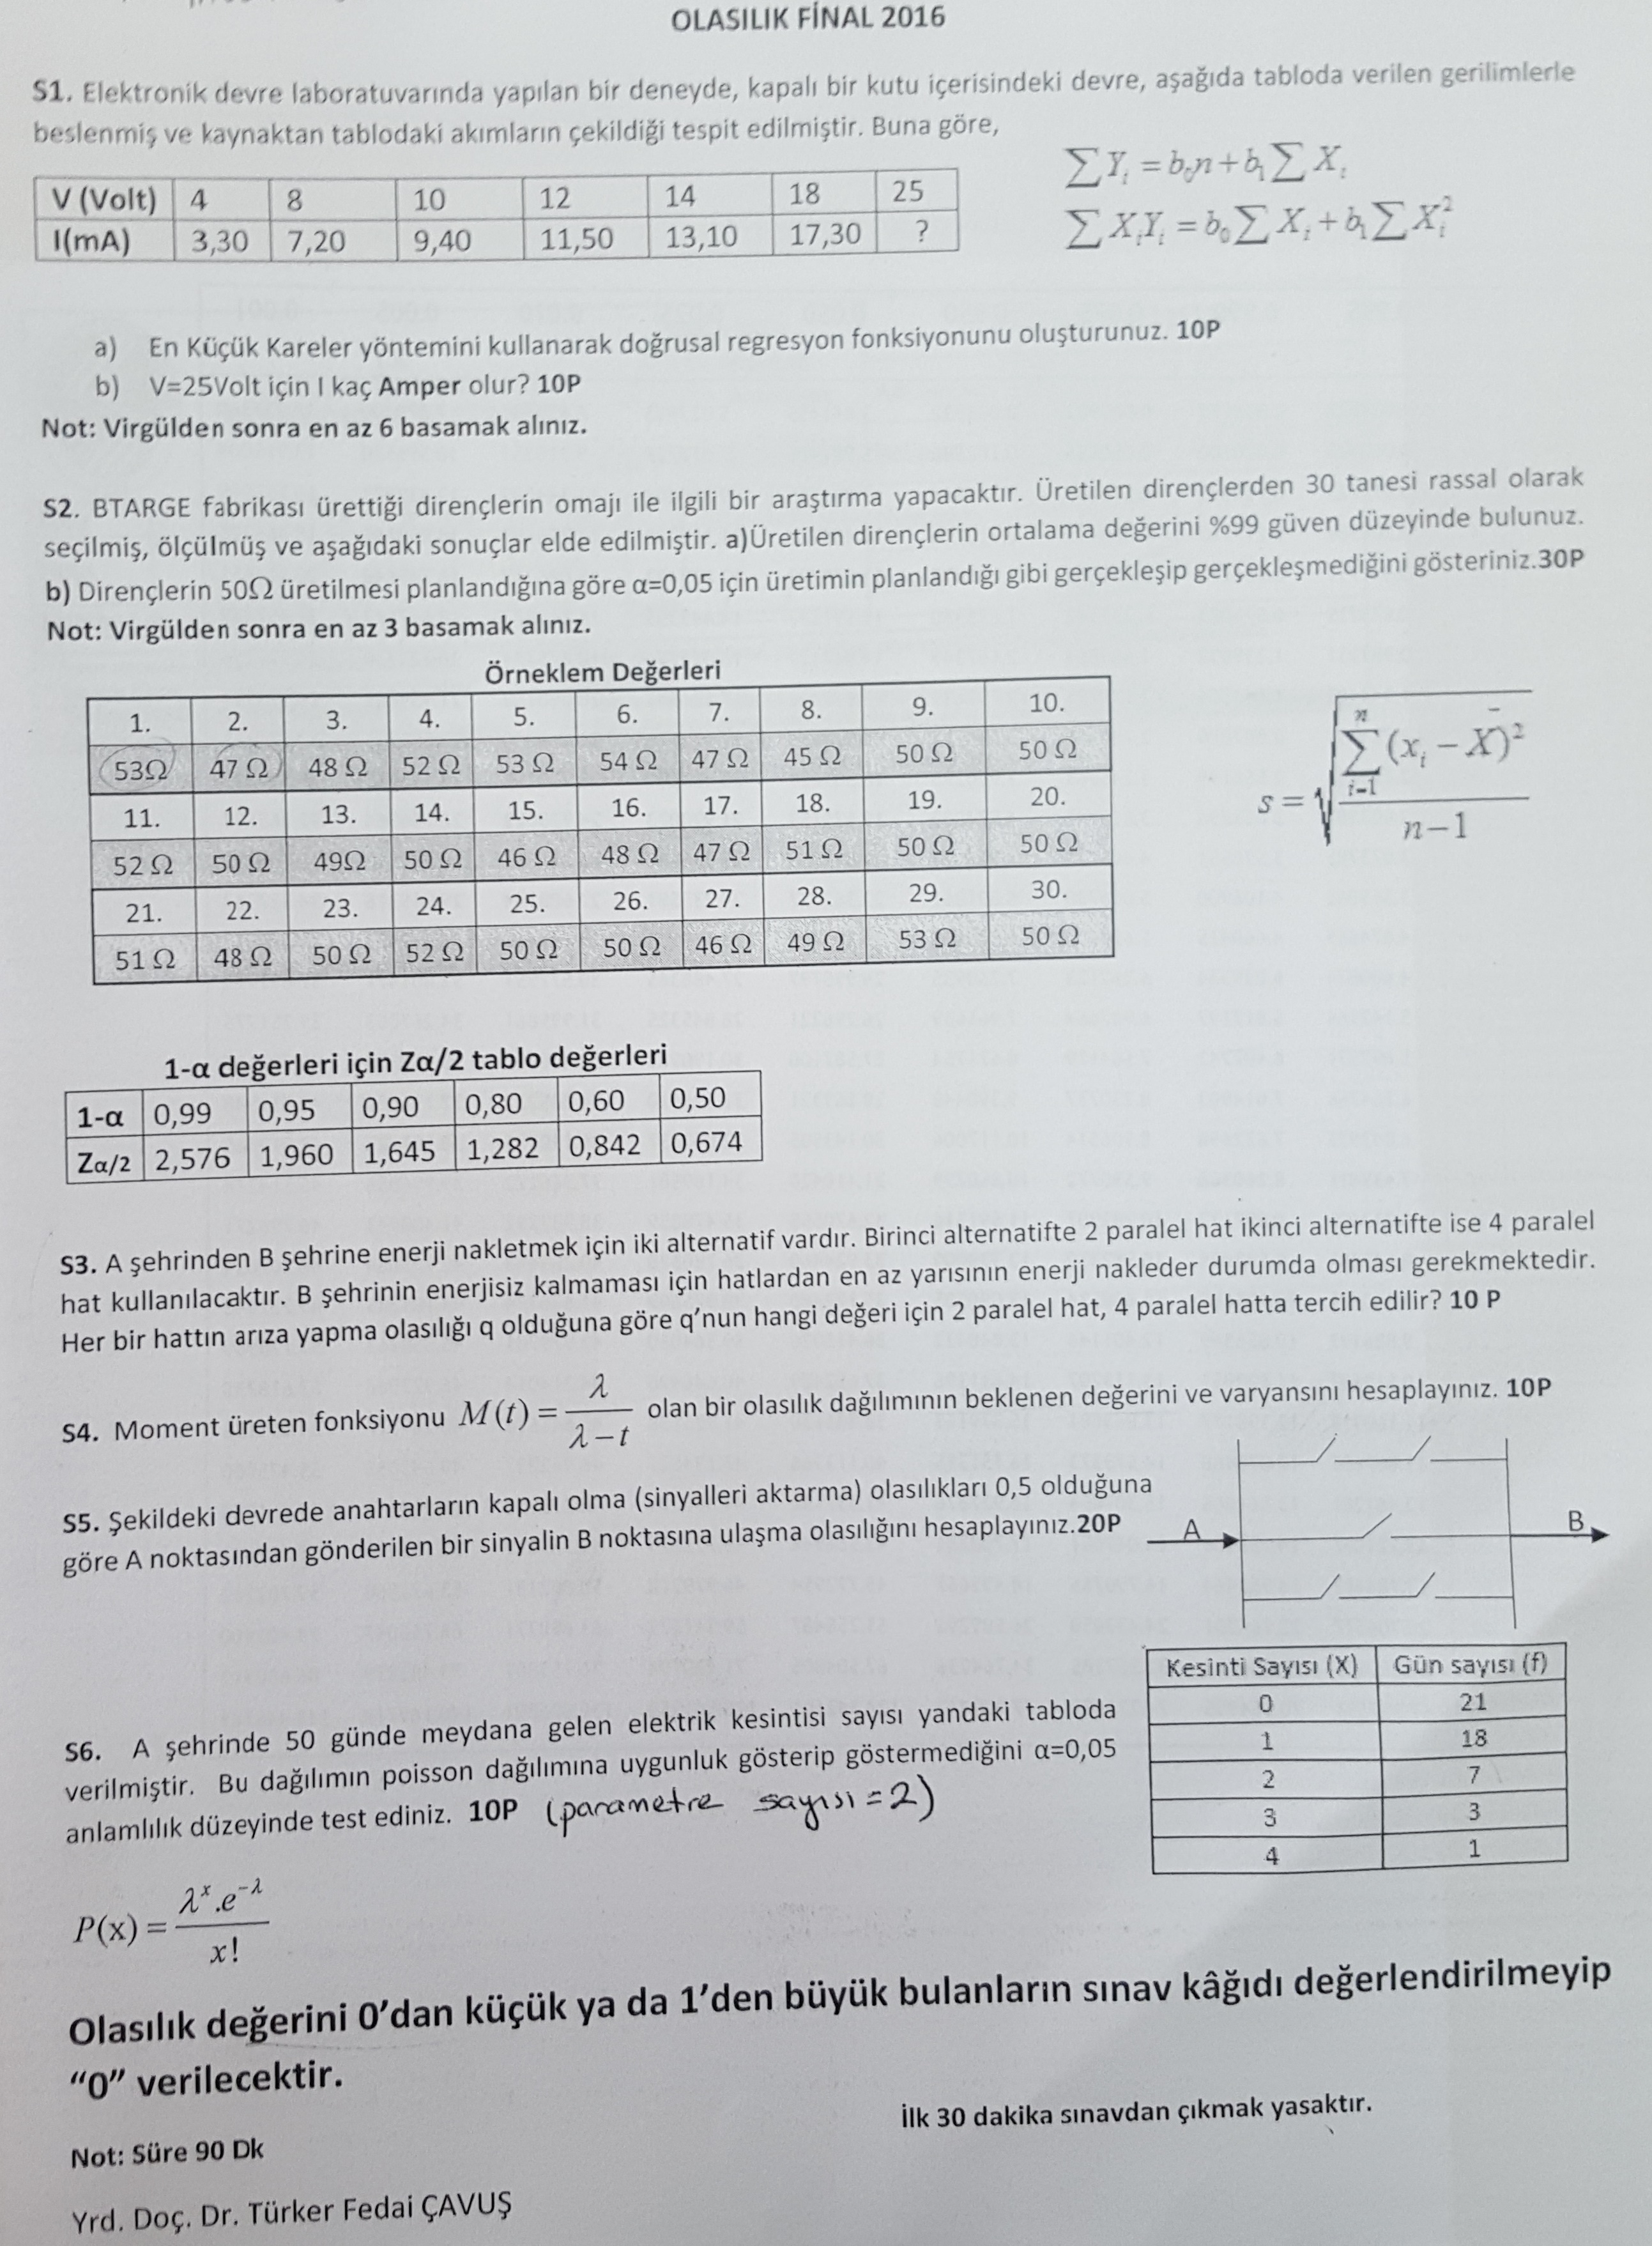 OLASILIK FİNAL 2016
S1. Elektronik devre laboratuvarında yapılan bir deneyde, kapalı bir kutu içerisindeki devre, aşağıda tabloda verilen gerilimlerle
beslenmiş ve kaynaktan tablodaki akımların çekildiği tespit edilmiştir. Buna göre,
V (Volt) 4 8 10 12 14 18 25
I(mA) 3,30 7,20 9,40 11,50 13,10 17,30 ?
∑Y_i = b_0n + b_1∑X_i
∑X_iY_i = b_0∑X_i + b_1∑X_i^2
a) En Küçük Kareler yöntemini kullanarak doğrusal regresyon fonksiyonunu oluşturunuz. 10P
b) V=25Volt için I kaç Amper olur? 10P
Not: Virgülden sonra en az 6 basamak alınız.
S2. BTARGE fabrikası ürettiği dirençlerin omajı ile ilgili bir araştırma yapacaktır. Üretilen dirençlerden 30 tanesi rassal olarak
seçilmiş, ölçülmüş ve aşağıdaki sonuçlar elde edilmiştir. a)Üretilen dirençlerin ortalama değerini %99 güven düzeyinde bulunuz.
b) Dirençlerin 50Ω üretilmesi planlandığına göre α=0,05 için üretimin planlandığı gibi gerçekleşip gerçekleşmediğini gösteriniz.30P
Not: Virgülden sonra en az 3 basamak alınız.
Örneklem Değerleri
1. 2. 3. 4. 5. 6. 7. 8. 9. 10.
53Ω 47 Ω 48 Ω 52 Ω 53 Ω 54 Ω 47 Ω 45 Ω 50 Ω 50 Ω
11. 12. 13. 14. 15. 16. 17. 18. 19. 20.
52 Ω 50 Ω 49Ω 50 Ω 46 Ω 48 Ω 47 Ω 51 Ω 50 Ω 50 Ω
21. 22. 23. 24. 25. 26. 27. 28. 29. 30.
51 Ω 48 Ω 50 Ω 52 Ω 50 Ω 50 Ω 46 Ω 49 Ω 53 Ω 50 Ω
s = √(∑_{i=1}^{n}(x_i − X̄)² / (n−1))
1-α değerleri için Zα/2 tablo değerleri
1-α 0,99 0,95 0,90 0,80 0,60 0,50
Zα/2 2,576 1,960 1,645 1,282 0,842 0,674
S3. A şehrinden B şehrine enerji nakletmek için iki alternatif vardır. Birinci alternatifte 2 paralel hat ikinci alternatifte ise 4 paralel
hat kullanılacaktır. B şehrinin enerjisiz kalmaması için hatlardan en az yarısının enerji nakleder durumda olması gerekmektedir.
Her bir hattın arıza yapma olasılığı q olduğuna göre q'nun hangi değeri için 2 paralel hat, 4 paralel hatta tercih edilir? 10 P
S4. Moment üreten fonksiyonu M(t) = λ/(λ−t) olan bir olasılık dağılımının beklenen değerini ve varyansını hesaplayınız. 10P
S5. Şekildeki devrede anahtarların kapalı olma (sinyalleri aktarma) olasılıkları 0,5 olduğuna
göre A noktasından gönderilen bir sinyalin B noktasına ulaşma olasılığını hesaplayınız.20P
A
B
S6. A şehrinde 50 günde meydana gelen elektrik kesintisi sayısı yandaki tabloda
verilmiştir. Bu dağılımın poisson dağılımına uygunluk gösterip göstermediğini α=0,05
anlamlılık düzeyinde test ediniz. 10P (parametre sayısı=2)
Kesinti Sayısı (X) Gün sayısı (f)
0 21
1 18
2 7
3 3
4 1
P(x) = λ^x.e^{−λ}/x!
Olasılık değerini 0'dan küçük ya da 1'den büyük bulanların sınav kâğıdı değerlendirilmeyip
"0" verilecektir.
İlk 30 dakika sınavdan çıkmak yasaktır.
Not: Süre 90 Dk
Yrd. Doç. Dr. Türker Fedai ÇAVUŞ